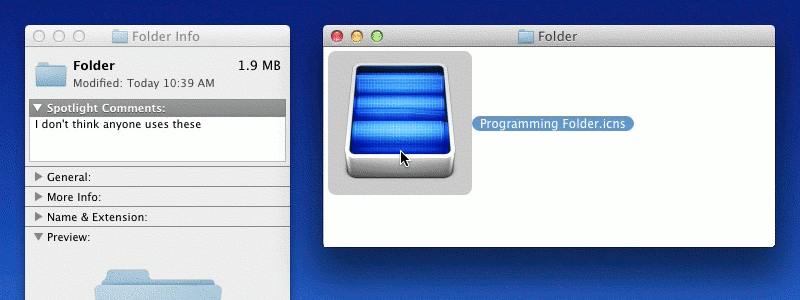 Folder Info
Folder 1.9 MB
Modified: Today 10:39 AM
Spotlight Comments:
I don't think anyone uses these
General:
More Info:
Name & Extension:
Preview:
Folder
Programming Folder.icns